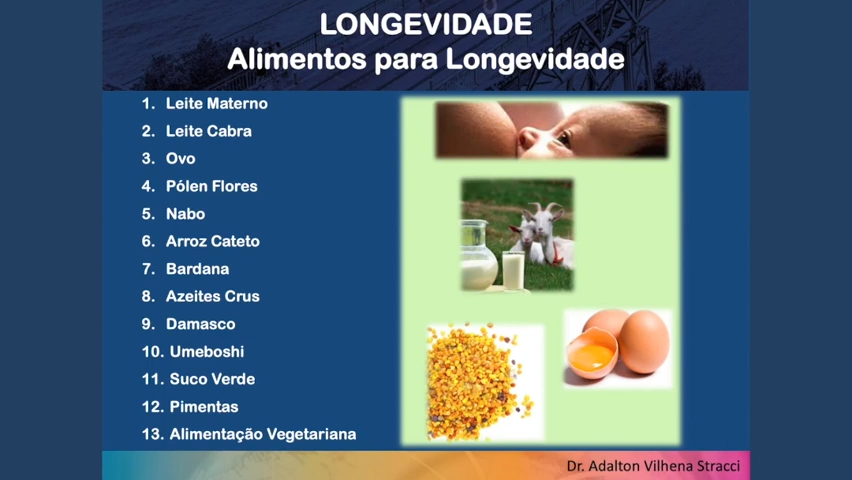 LONGEVIDADE
Alimentos para Longevidade
1. Leite Materno
2. Leite Cabra
3. Ovo
4. Pólen Flores
5. Nabo
6. Arroz Cateto
7. Bardana
8. Azeites Crus
9. Damasco
10. Umeboshi
11. Suco Verde
12. Pimentas
13. Alimentação Vegetariana
Dr. Adalton Vilhena Stracci